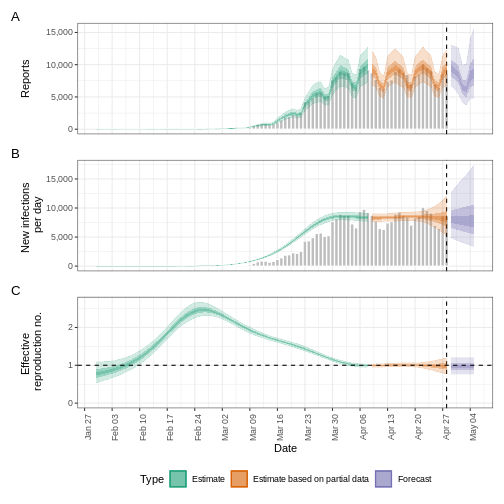 A
15,000
10,000
5,000
0
Reports
B
15,000
10,000
5,000
0
New infections
per day
C
2
1
0
Effective
reproduction no.
Jan 27
Feb 03
Feb 10
Feb 17
Feb 24
Mar 02
Mar 09
Mar 16
Mar 23
Mar 30
Apr 06
Apr 13
Apr 20
Apr 27
May 04
Date
Type
Estimate
Estimate based on partial data
Forecast